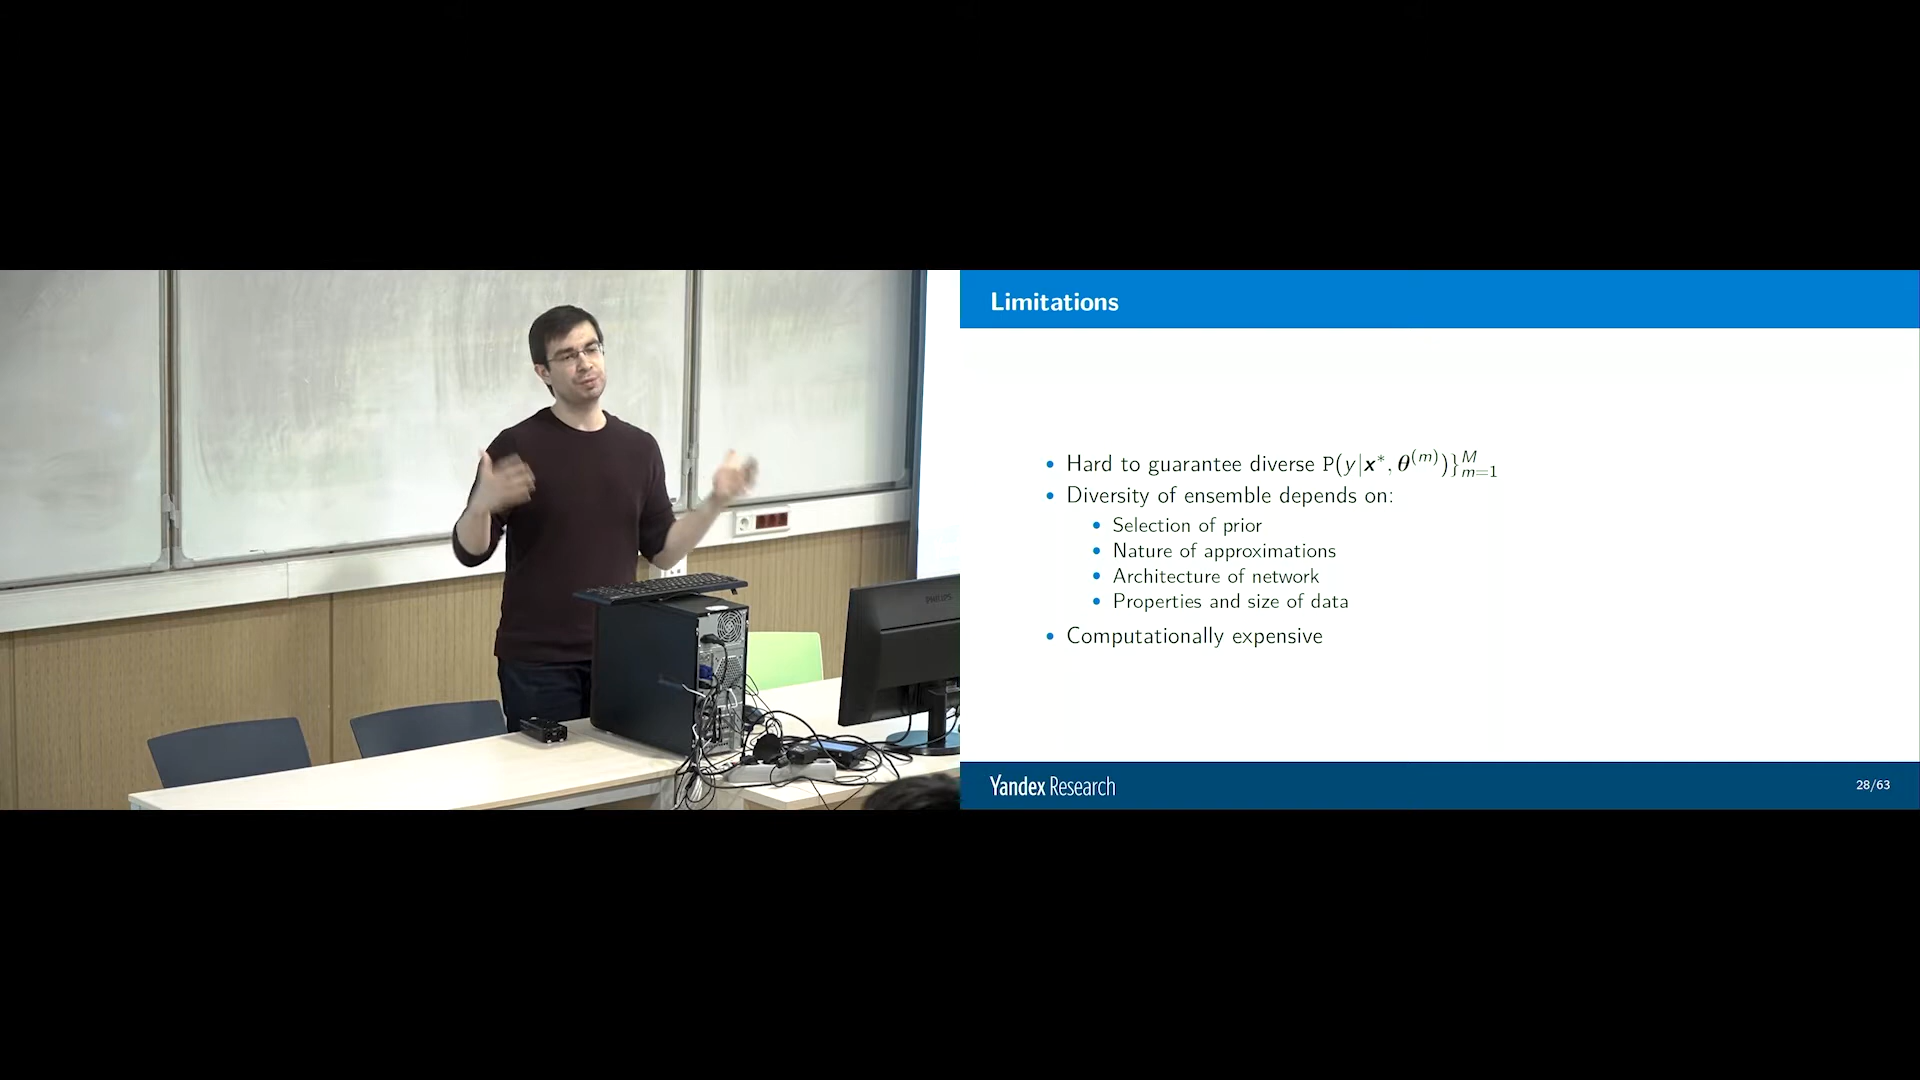 PHILIPS
Limitations
• Hard to guarantee diverse P(y|x*, θ^(m))}_{m=1}^M
• Diversity of ensemble depends on:
• Selection of prior
• Nature of approximations
• Architecture of network
• Properties and size of data
• Computationally expensive
Yandex Research
28/63